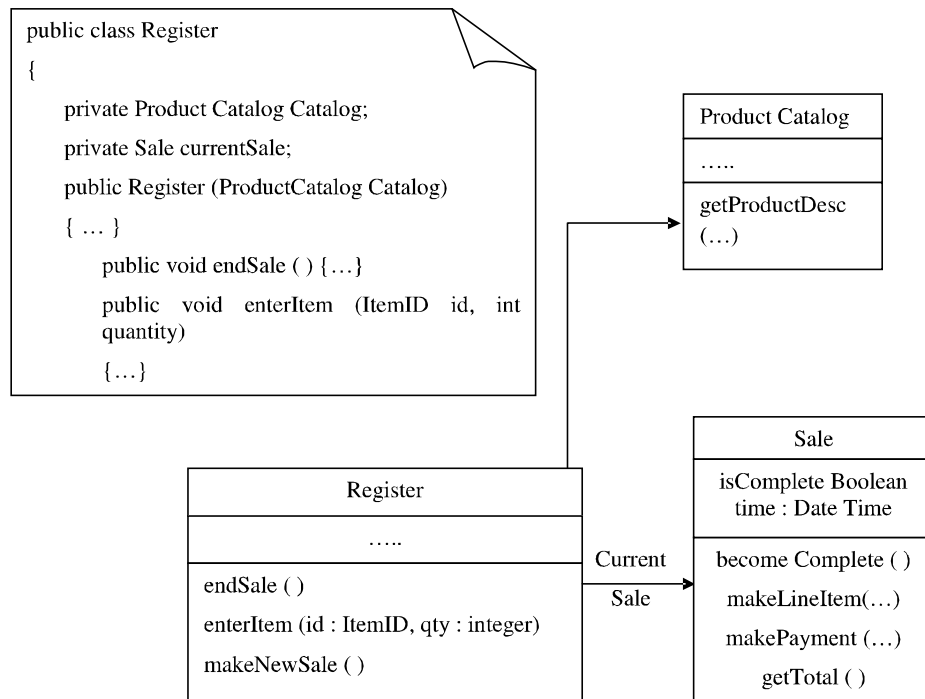 public class Register
{
private Product Catalog Catalog;
private Sale currentSale;
public Register (ProductCatalog Catalog)
{ … }
public void endSale ( ) {…}
public void enterItem (ItemID id, int
quantity)
{…}
Product Catalog
…..
getProductDesc
(…)
Register
…..
endSale ( )
enterItem (id : ItemID, qty : integer)
makeNewSale ( )
Current
Sale
Sale
isComplete Boolean
time : Date Time
become Complete ( )
makeLineItem(…)
makePayment (…)
getTotal ( )